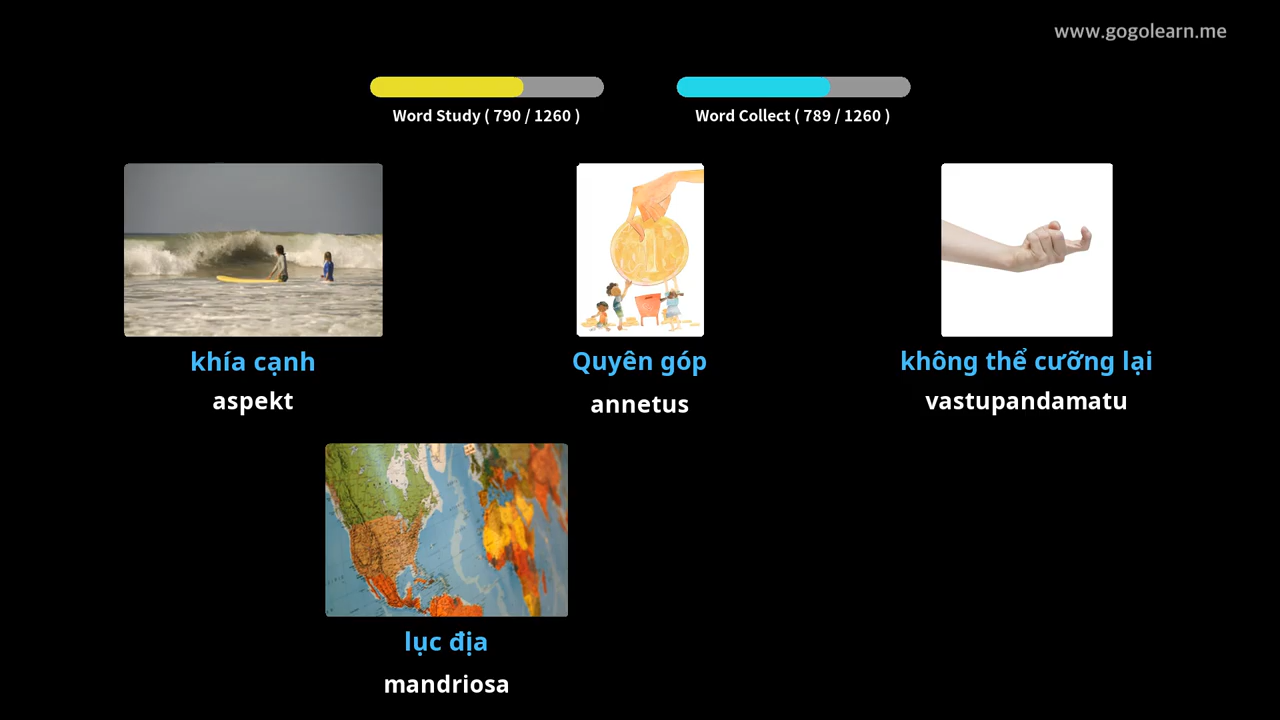 www.gogolearn.me
Word Study ( 790 / 1260 )
Word Collect ( 789 / 1260 )
khía cạnh
aspekt
Quyên góp
annetus
không thể cưỡng lại
vastupandamatu
lục địa
mandriosa